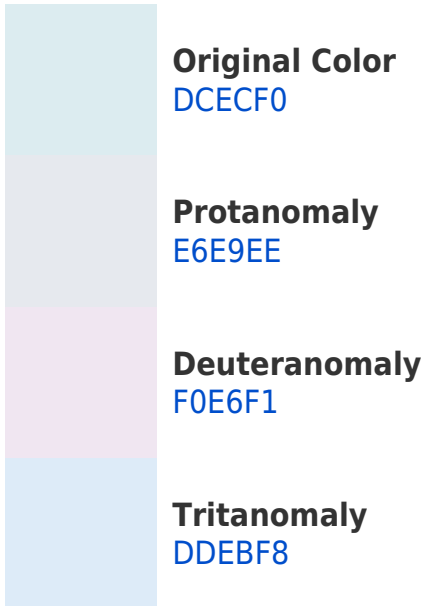 Original Color
DCECF0
Protanomaly
E6E9EE
Deuteranomaly
F0E6F1
Tritanomaly
DDEBF8